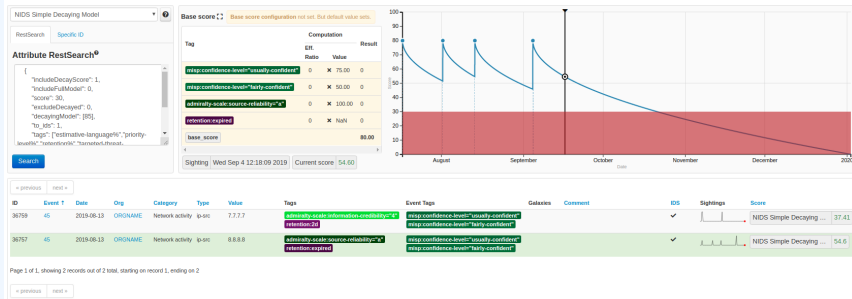 NIDS Simple Decaying Model
RestSearch Specific ID
Attribute RestSearch
{
"includeDecayScore": 1,
"includeFullModel": 0,
"score": 30,
"excludeDecayed": 0,
"decayingModel": [85],
"to_ids": 1,
"tags": ["estimative-language%","priority-
level%","retention%","targeted-threat-
Search
Base score Base score configuration not set. But default value sets.
Computation
Tag Eff. Ratio Value Result
misp:confidence-level="usually-confident" 0 × 75.00 0
misp:confidence-level="fairly-confident" 0 × 50.00 0
admiralty-scale:source-reliability="a" 0 × 100.00 0
retention:expired 0 × NaN 0
base_score 80.00
Sighting Wed Sep 4 12:18:09 2019 Current score 54.60
100
90
80
70
60
50
40
30
20
10
0
August September October November December 2020
Date
« previous next »
ID Event ↑ Date Org Category Type Value Tags Event Tags Galaxies Comment IDS Sightings Score
36759 45 2019-08-13 ORGNAME Network activity ip-src 7.7.7.7 admiralty-scale:information-credibility="4" misp:confidence-level="usually-confident" NIDS Simple Decaying ... 37.41
retention:2d misp:confidence-level="fairly-confident"
36757 45 2019-08-13 ORGNAME Network activity ip-src 8.8.8.8 admiralty-scale:source-reliability="a" misp:confidence-level="usually-confident" NIDS Simple Decaying ... 54.6
retention:expired misp:confidence-level="fairly-confident"
Page 1 of 1, showing 2 records out of 2 total, starting on record 1, ending on 2
« previous next »